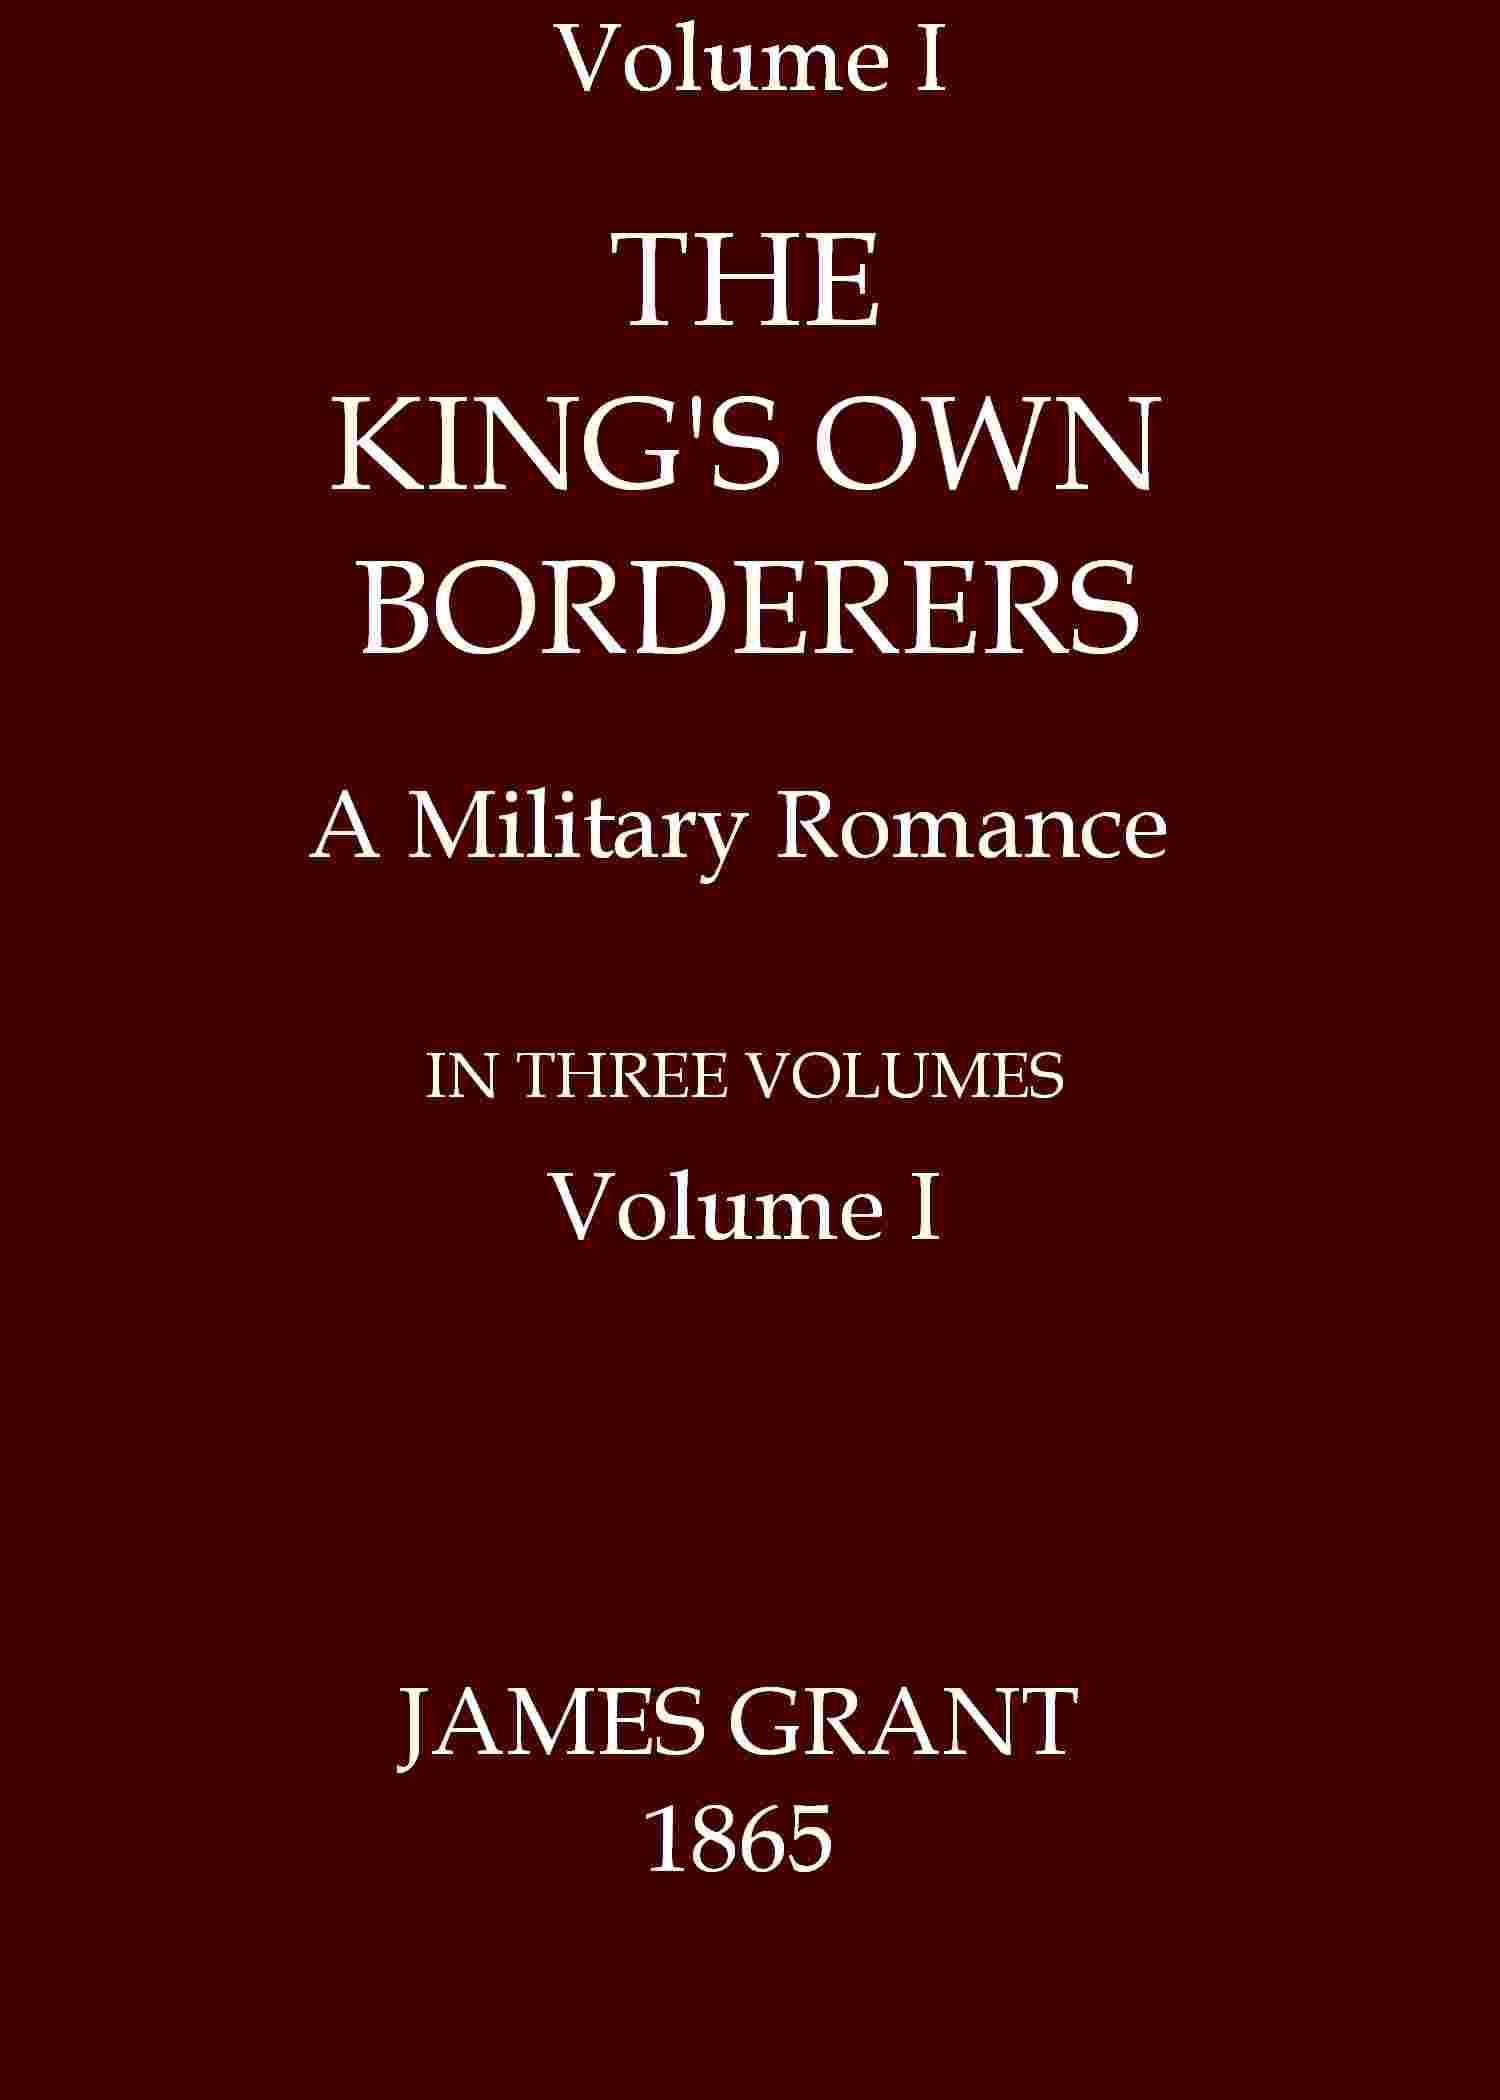 Volume I
THE
KING'S OWN
BORDERERS
A Military Romance
IN THREE VOLUMES
Volume I
JAMES GRANT
1865